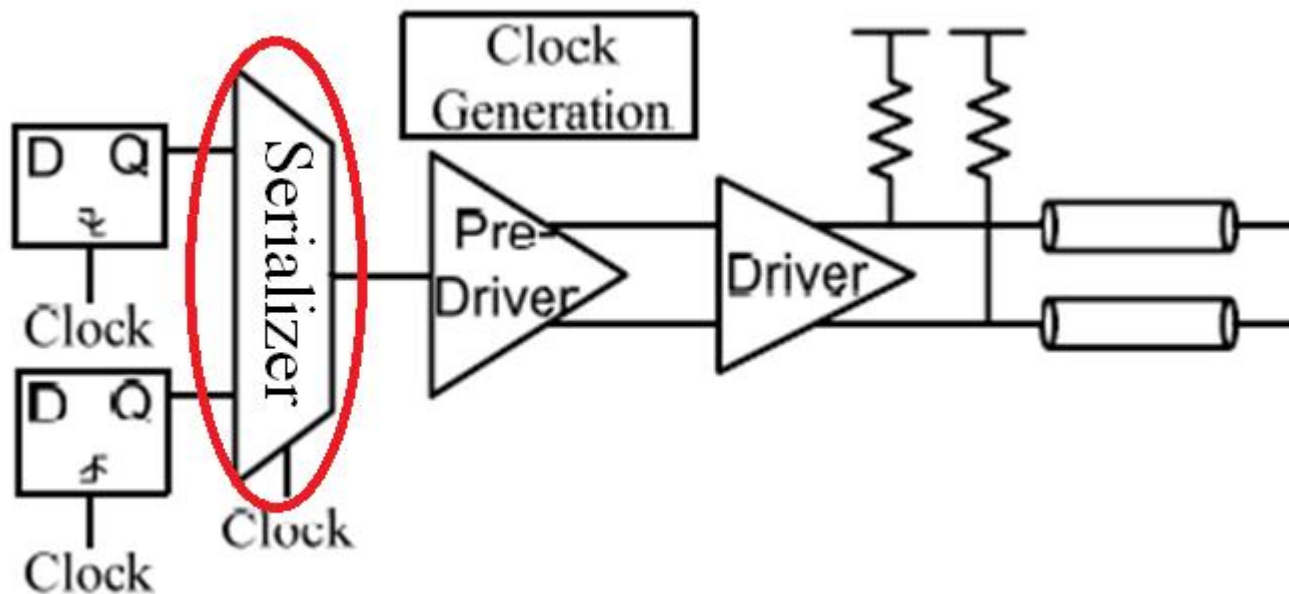 Clock
Generation
D Q
Clock
Serializer
Pre-
Driver
Driver
D Q
Clock
Clock